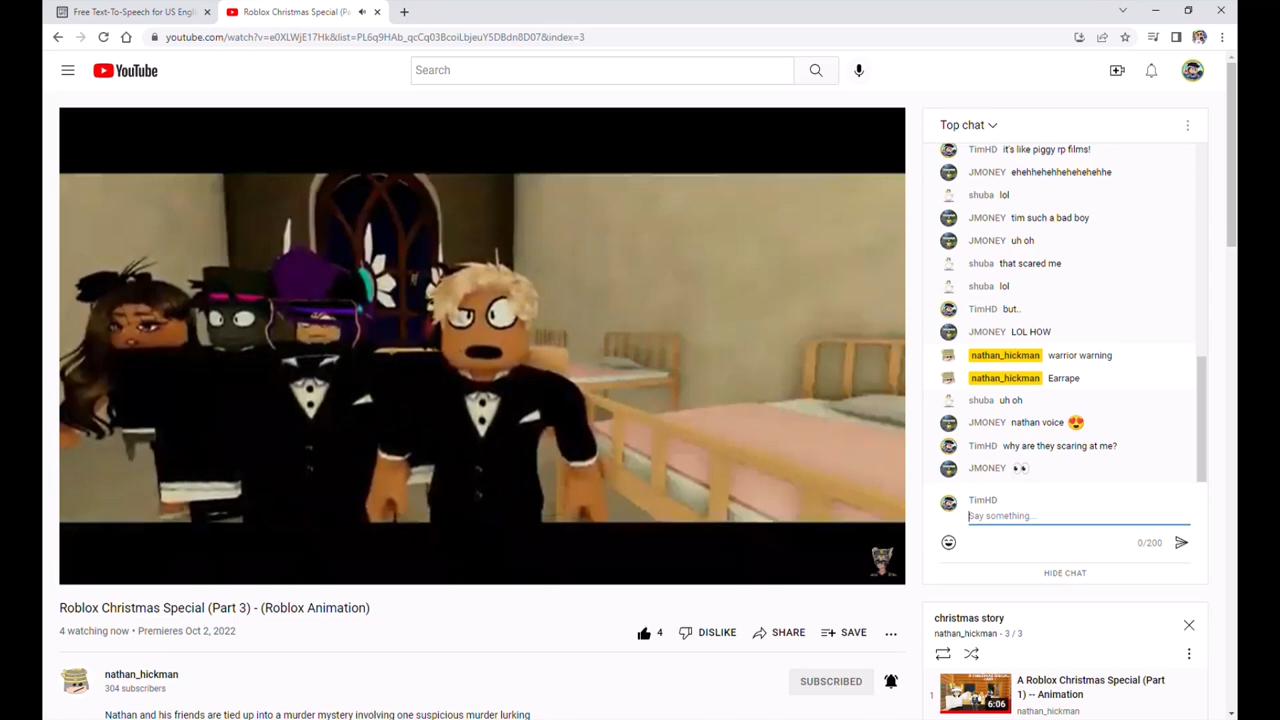 Free Text-To-Speech for US Engl
Roblox Christmas Special (Pa
youtube.com/watch?v=e0XLWjE17Hk&list=PL6q9HAb_qcCq03BcoiLbjeuY5DBdn8D07&index=3
YouTube
Search
Top chat
TimHD it's like piggy rp films!
JMONEY ehehhehehhehehehehhe
shuba lol
JMONEY tim such a bad boy
JMONEY uh oh
shuba that scared me
shuba lol
TimHD but..
JMONEY LOL HOW
nathan_hickman warrior warning
nathan_hickman Earrape
shuba uh oh
JMONEY nathan voice 😍
TimHD why are they scaring at me?
JMONEY 👀
TimHD
Say something...
0/200
HIDE CHAT
Roblox Christmas Special (Part 3) - (Roblox Animation)
4 watching now • Premieres Oct 2, 2022
4 DISLIKE SHARE SAVE
nathan_hickman
304 subscribers
SUBSCRIBED
Nathan and his friends are tied up into a murder mystery involving one suspicious murder lurking
christmas story
nathan_hickman - 3 / 3
1
6:06
A Roblox Christmas Special (Part
1) -- Animation
nathan_hickman